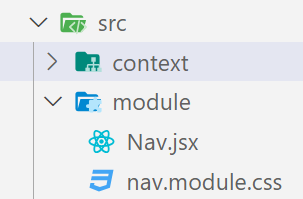 src
context
module
Nav.jsx
nav.module.css